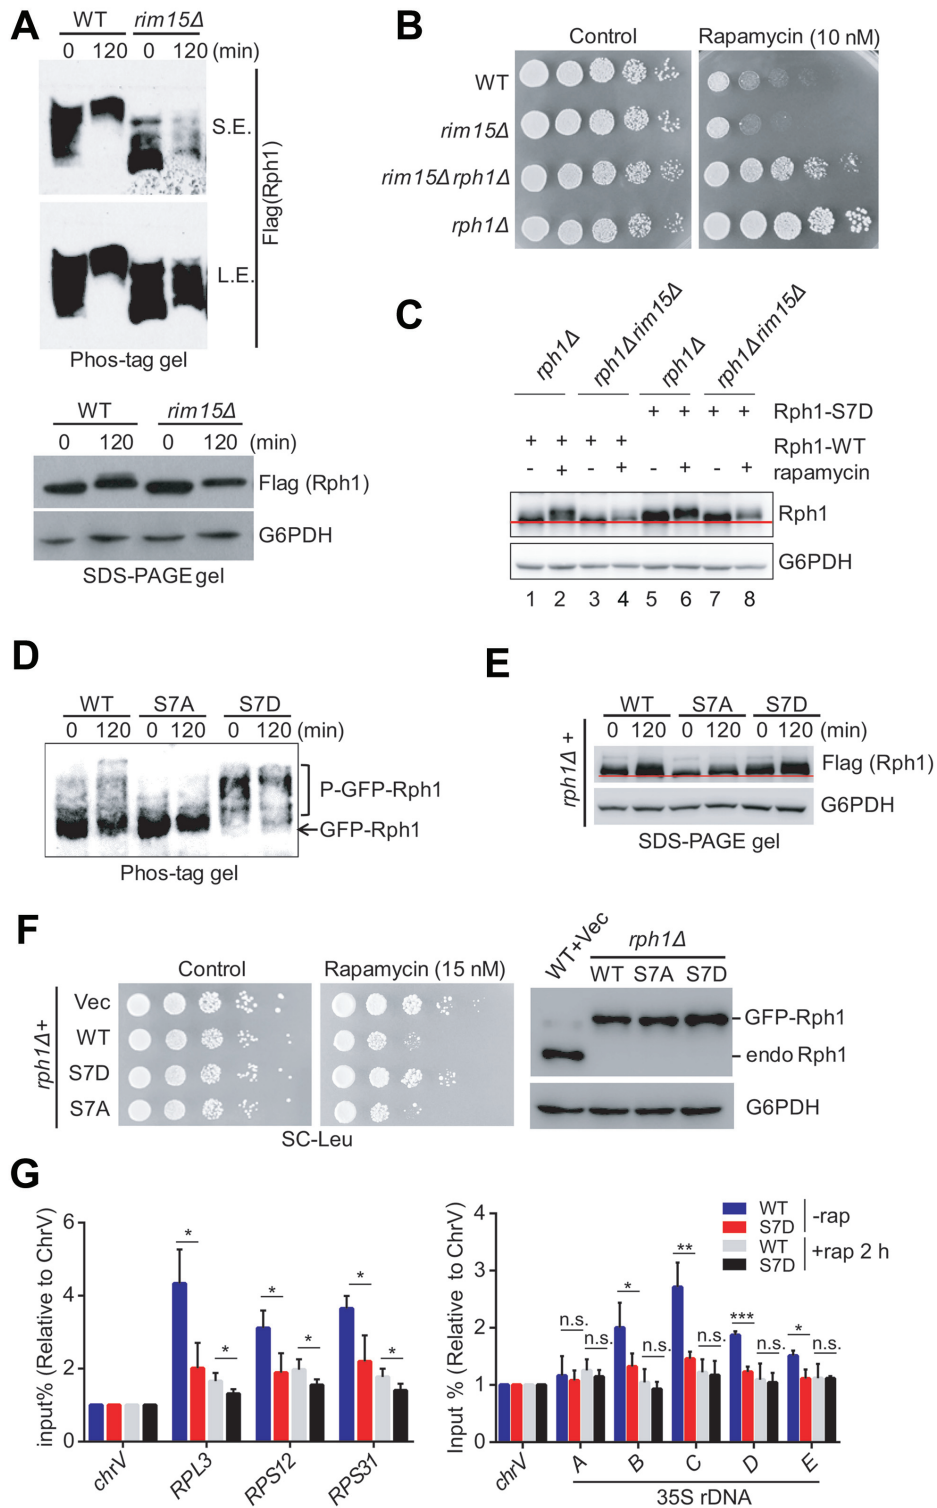 A
WT rim15Δ
0 120 0 120 (min)
S.E.
L.E.
Flag(Rph1)
Phos-tag gel
WT rim15Δ
0 120 0 120 (min)
Flag (Rph1)
G6PDH
SDS-PAGE gel
B
Control Rapamycin (10 nM)
WT
rim15Δ
rim15Δrph1Δ
rph1Δ
C
rph1Δ rph1Δrim15Δ rph1Δ rph1Δrim15Δ
+ + + + Rph1-S7D
+ + + + Rph1-WT
- + - + - + - + rapamycin
Rph1
G6PDH
1 2 3 4 5 6 7 8
D
WT S7A S7D
0 120 0 120 0 120 (min)
P-GFP-Rph1
GFP-Rph1
Phos-tag gel
E
WT S7A S7D
0 120 0 120 0 120 (min)
rph1Δ +
Flag (Rph1)
G6PDH
SDS-PAGE gel
F
Control Rapamycin (15 nM)
rph1Δ+
Vec
WT
S7D
S7A
SC-Leu
WT+Vec rph1Δ
WT S7A S7D
GFP-Rph1
endo Rph1
G6PDH
G
input% (Relative to ChrV)
6
4
2
0
* * * * * *
chrV RPL3 RPS12 RPS31
Input % (Relative to ChrV)
4
3
2
1
0
WT
S7D
-rap
WT
S7D
+rap 2 h
n.s. n.s. * n.s. ** n.s. *** n.s. * n.s.
chrV A B C D E
35S rDNA